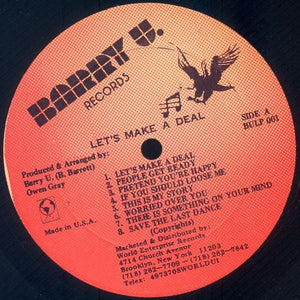 BARRY U.
RECORDS
LET'S MAKE A DEAL
SIDE A
BULP 001
Produced & Arranged by:
Barry U. (B. Barrett)
Owen Gray
Made in U.S.A.
1. LET'S MAKE A DEAL
2. PEOPLE GET READY
3. PRETEND YOU'RE HAPPY
4. IF YOU SHOULD LOOSE ME
5. THIS IS MY STORY
6. WORRIED OVER YOU
7. THERE IS SOMETHING ON YOUR MIND
8. SAVE THE LAST DANCE
(Copyrights)
Marketed & Distributed by:
World Enterprise Records
4714 Church Avenue
Brooklyn, New York 11203
(718) 282-7709 - (718) 282-7642
Telex: 4973705WORLDUI